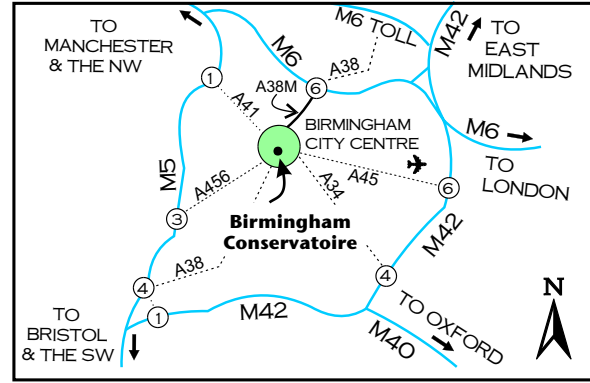 TO
MANCHESTER
& THE NW
M6 TOLL
M42
TO
EAST
MIDLANDS
M6
A38
1
6
A38M
A41
BIRMINGHAM
CITY CENTRE
M6
TO
LONDON
M5
A456
A34
A45
6
3
Birmingham
Conservatoire
M42
A38
4
4
1
M42
TO
BRISTOL
& THE SW
TO OXFORD
M40
N